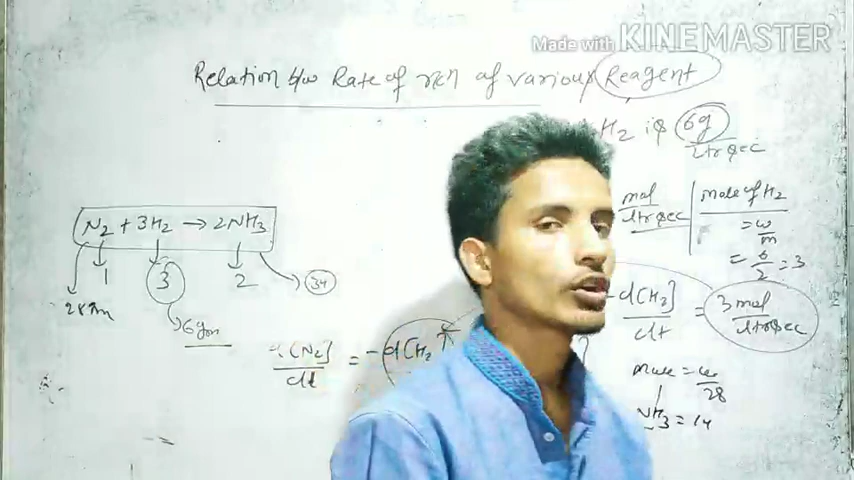 Made with KINEMASTER
Relation b/w Rate of rxn of various Reagent
H2 is 6g
ltr sec
N2 + 3H2 → 2NH3
1 3 2 34
28 gm
6gm
d[N2] = -d[H2]
dt
mol
ltr sec
mole of H2
= w
m
= 6 = 3
2
-d[H2] = 3 mol
dt ltr sec
mole = w
28
NH3 = 14